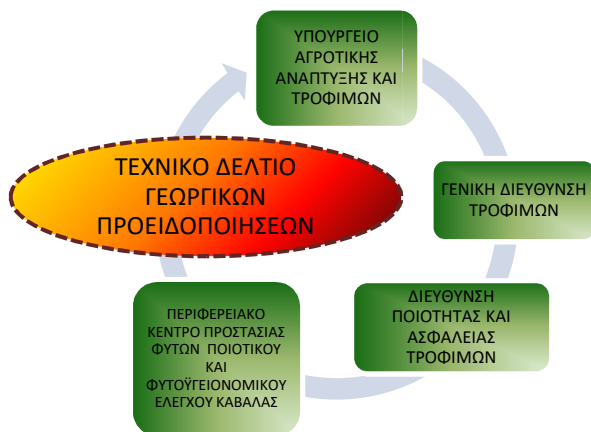 ΥΠΟΥΡΓΕΙΟ
ΑΓΡΟΤΙΚΗΣ
ΑΝΑΠΤΥΞΗΣ ΚΑΙ
ΤΡΟΦΙΜΩΝ
ΓΕΝΙΚΗ ΔΙΕΥΘΥΝΣΗ
ΤΡΟΦΙΜΩΝ
ΔΙΕΥΘΥΝΣΗ
ΠΟΙΟΤΗΤΑΣ ΚΑΙ
ΑΣΦΑΛΕΙΑΣ
ΤΡΟΦΙΜΩΝ
ΠΕΡΙΦΕΡΕΙΑΚΟ
ΚΕΝΤΡΟ ΠΡΟΣΤΑΣΙΑΣ
ΦΥΤΩΝ ΠΟΙΟΤΙΚΟΥ
ΚΑΙ
ΦΥΤΟΫΓΕΙΟΝΟΜΙΚΟΥ
ΕΛΕΓΧΟΥ ΚΑΒΑΛΑΣ
ΤΕΧΝΙΚΟ ΔΕΛΤΙΟ
ΓΕΩΡΓΙΚΩΝ
ΠΡΟΕΙΔΟΠΟΙΗΣΕΩΝ